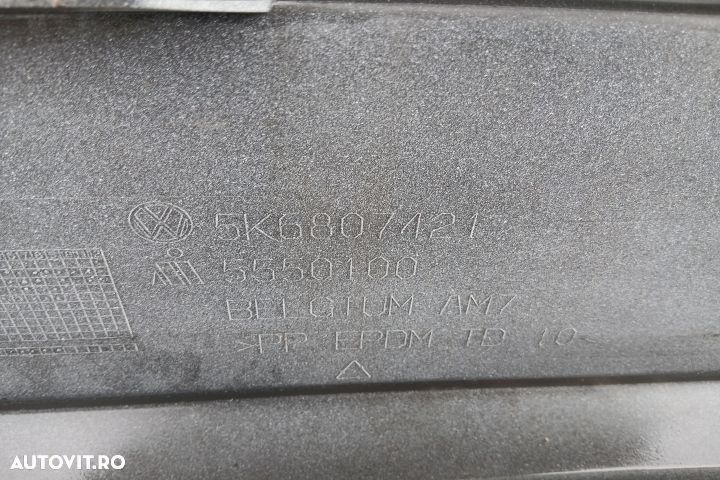 5K6807421
5550100
BELGIUM AM7
>PP EPDM TD 10<
AUTOVIT.RO